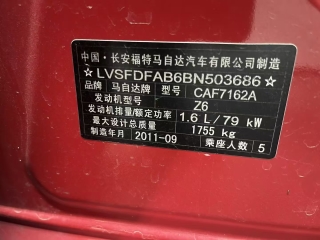 中国·长安福特马自达汽车有限公司制造
★LVSFDFAB6BN503686★
品牌 马自达牌 型号 CAF7162A
发动机型号 Z6
发动机排量/额定功率 1.6 L/79 kW
最大设计总质量 1755 kg
制造年月 2011-09 乘座人数 5